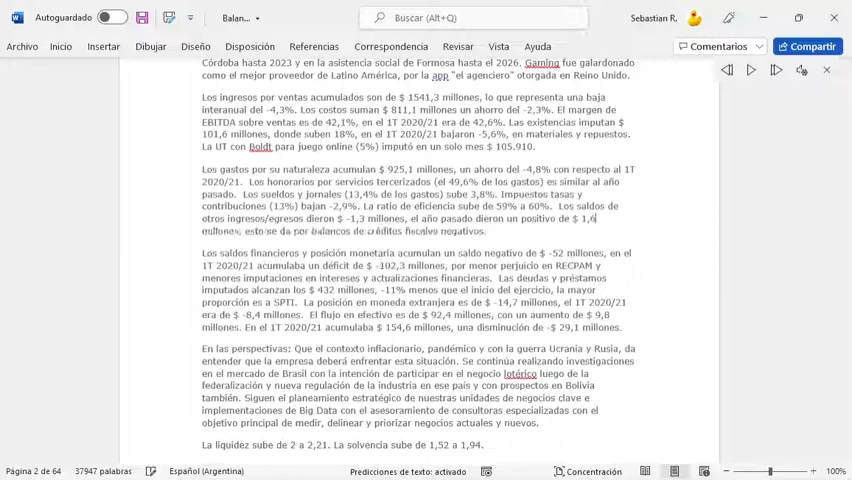 Autoguardado
Balan...
Buscar (Alt+Q)
Sebastian R.
Archivo Inicio Insertar Dibujar Diseño Disposición Referencias Correspondencia Revisar Vista Ayuda
Comentarios
Compartir
Córdoba hasta 2023 y en la asistencia social de Formosa hasta el 2026. Gaming fue galardonado
como el mejor proveedor de Latino América, por la app "el agenciero" otorgada en Reino Unido.
Los ingresos por ventas acumulados son de $ 1541,3 millones, lo que representa una baja
interanual del -4,3%. Los costos suman $ 811,1 millones un ahorro del -2,3%. El margen de
EBITDA sobre ventas es de 42,1%, en el 1T 2020/21 era de 42,6%. Las existencias imputan $
101,6 millones, donde suben 18%, en el 1T 2020/21 bajaron -5,6%, en materiales y repuestos.
La UT con Boldt para juego online (5%) imputó en un solo mes $ 105.910.
Los gastos por su naturaleza acumulan $ 925,1 millones, un ahorro del -4,8% con respecto al 1T
2020/21. Los honorarios por servicios tercerizados (el 49,6% de los gastos) es similar al año
pasado. Los sueldos y jornales (13,4% de los gastos) sube 3,8%. Impuestos tasas y
contribuciones (13%) bajan -2,9%. La ratio de eficiencia sube de 59% a 60%. Los saldos de
otros ingresos/egresos dieron $ -1,3 millones, el año pasado dieron un positivo de $ 1,6
millones, esto se da por balances de créditos fiscales negativos.
Los saldos financieros y posición monetaria acumulan un saldo negativo de $ -52 millones, en el
1T 2020/21 acumulaba un déficit de $ -102,3 millones, por menor perjuicio en RECPAM y
menores imputaciones en intereses y actualizaciones financieras. Las deudas y préstamos
imputados alcanzan los $ 432 millones, -11% menos que el inicio del ejercicio, la mayor
proporción es a SPTI. La posición en moneda extranjera es de $ -14,7 millones, el 1T 2020/21
era de $ -8,4 millones. El flujo en efectivo es de $ 92,4 millones, con un aumento de $ 9,8
millones. En el 1T 2020/21 acumulaba $ 154,6 millones, una disminución de -$ 29,1 millones.
En las perspectivas: Que el contexto inflacionario, pandémico y con la guerra Ucrania y Rusia, da
entender que la empresa deberá enfrentar esta situación. Se continúa realizando investigaciones
en el mercado de Brasil con la intención de participar en el negocio lotérico luego de la
federalización y nueva regulación de la industria en ese país y con prospectos en Bolivia
también. Siguen el planeamiento estratégico de nuestras unidades de negocios clave e
implementaciones de Big Data con el asesoramiento de consultoras especializadas con el
objetivo principal de medir, delinear y priorizar negocios actuales y nuevos.
La liquidez sube de 2 a 2,21. La solvencia sube de 1,52 a 1,94.
Página 2 de 64 37947 palabras Español (Argentina) Predicciones de texto: activado Concentración 100%